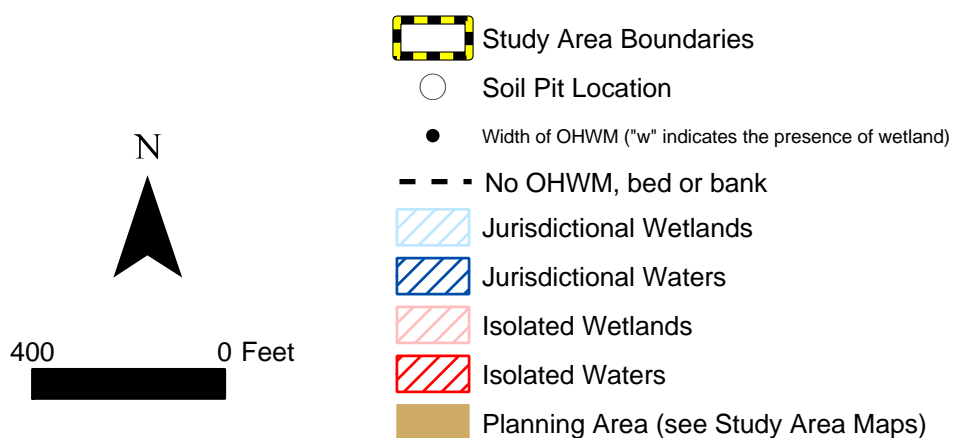 N
400 0 Feet
Study Area Boundaries
Soil Pit Location
Width of OHWM ("w" indicates the presence of wetland)
No OHWM, bed or bank
Jurisdictional Wetlands
Jurisdictional Waters
Isolated Wetlands
Isolated Waters
Planning Area (see Study Area Maps)